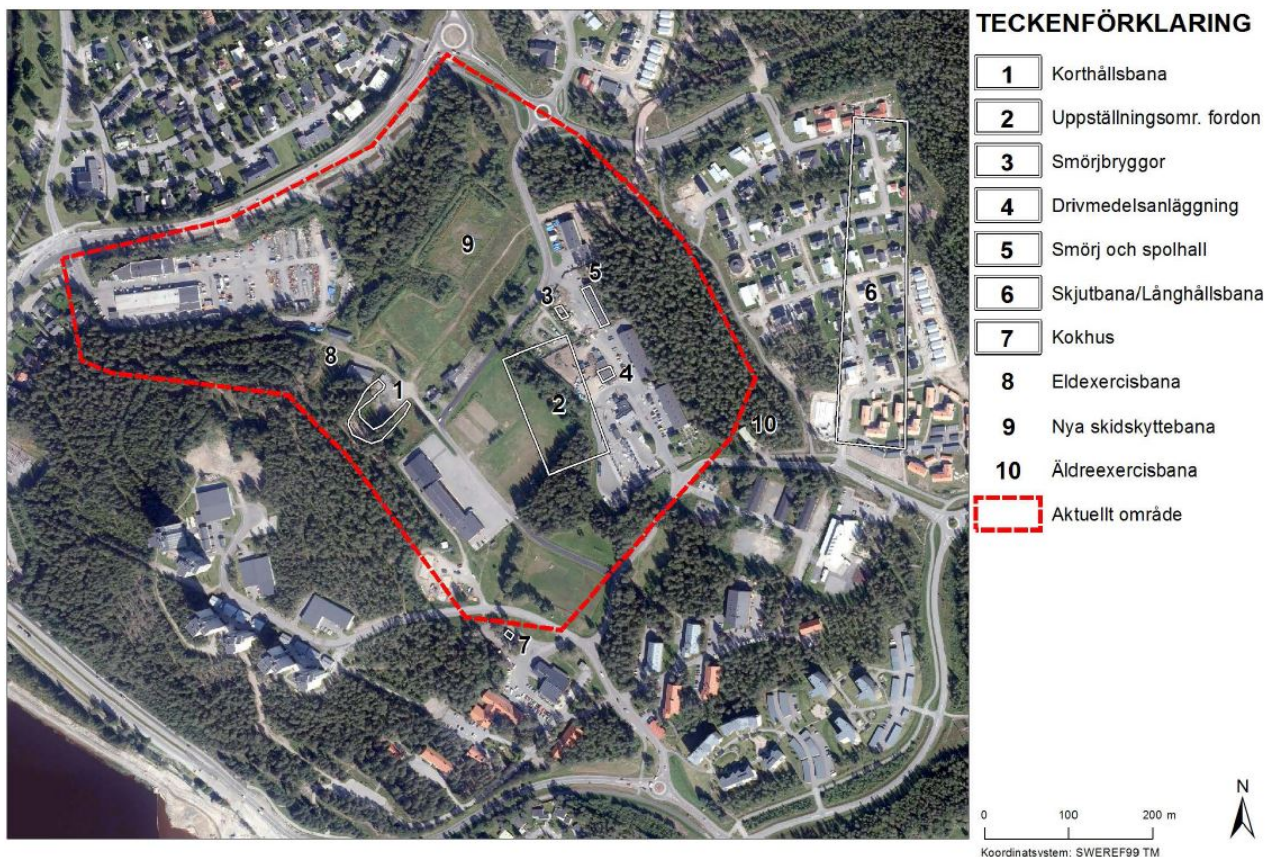 TECKENFÖRKLARING
1 Korthållsbana
2 Uppställningsomr. fordon
3 Smörjbryggor
4 Drivmedelsanläggning
5 Smörj och spolhall
6 Skjutbana/Långhållsbana
7 Kokhus
8 Eldexercisbana
9 Nya skidskyttebana
10 Äldreexercisbana
Aktuellt område
9
5
3
6
8
1
4
2
10
7
N
0 100 200 m
Koordinatsystem: SWEREF99 TM